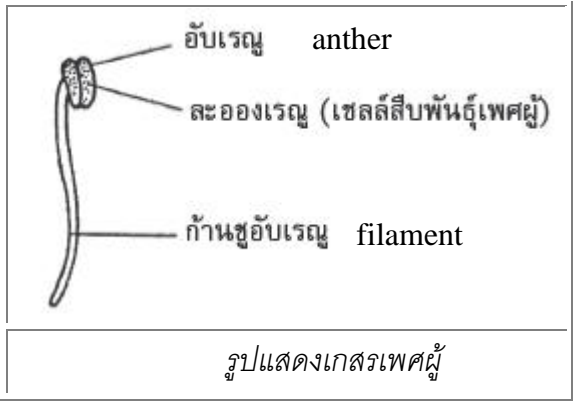 อับเรณู anther
ละอองเรณู (เซลล์สืบพันธุ์เพศผู้)
ก้านชูอับเรณู filament
รูปแสดงเกสรเพศผู้